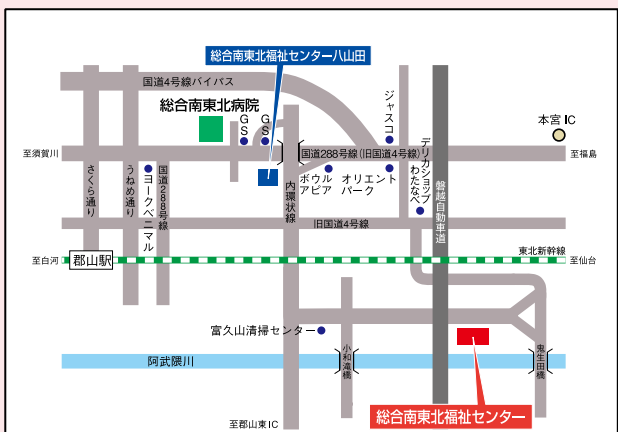 総合南東北福祉センター八山田
国道4号線バイパス
総合南東北病院
GS
GS
ジャスコ
本宮IC
至須賀川
国道288号線(旧国道4号線)
至福島
さくら通り
うねめ通り
ヨークベニマル
国道288号線
内環状線
ボウル
アピア
オリエント
パーク
デリカショップ
わたなべ
磐越自動車道
旧国道4号線
東北新幹線
至白河
郡山駅
至仙台
富久山清掃センター
小和滝橋
鬼生田橋
阿武隈川
総合南東北福祉センター
至郡山東IC